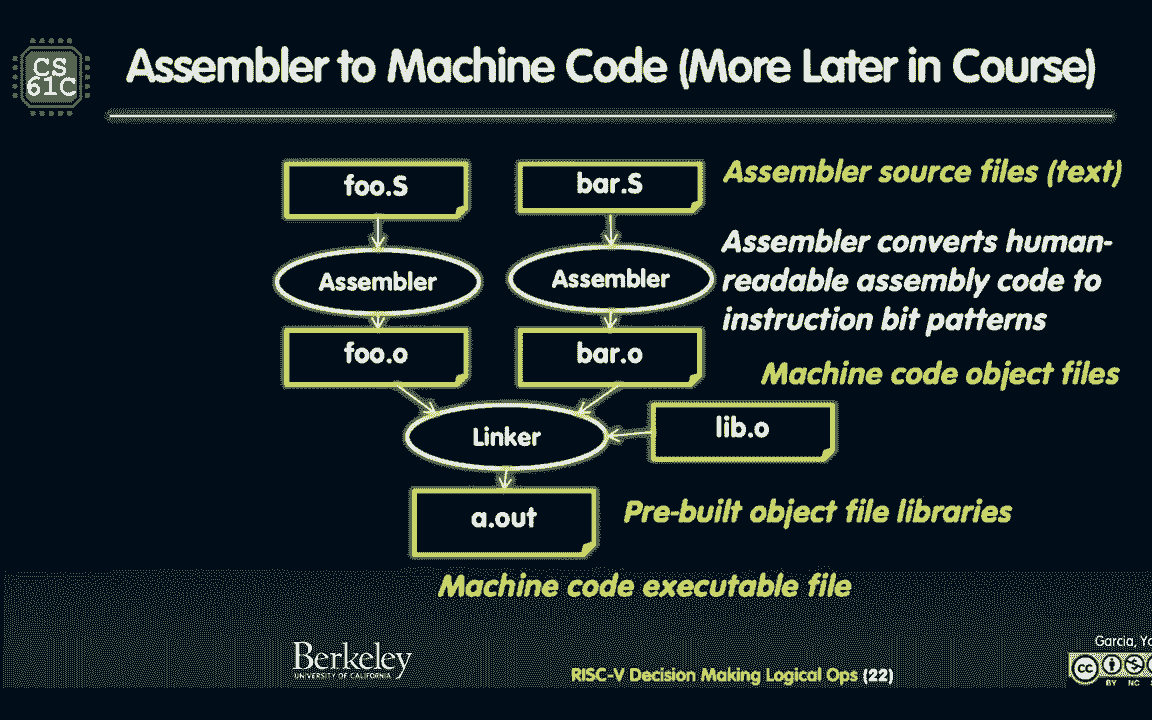 CS
61C
Assembler to Machine Code (More Later in Course)
foo.S
bar.S
Assembler source files (text)
Assembler
Assembler
Assembler converts human-
readable assembly code to
instruction bit patterns
foo.o
bar.o
Machine code object files
Linker
lib.o
a.out
Pre-built object file libraries
Machine code executable file
Berkeley
UNIVERSITY OF CALIFORNIA
RISC-V Decision Making Logical Ops (22)
Garcia,
cc
BY NC